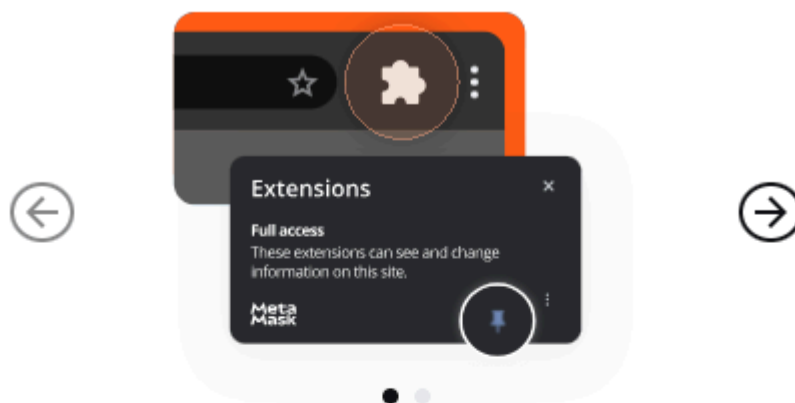 Extensions
Full access
These extensions can see and change
information on this site.
Meta
Mask